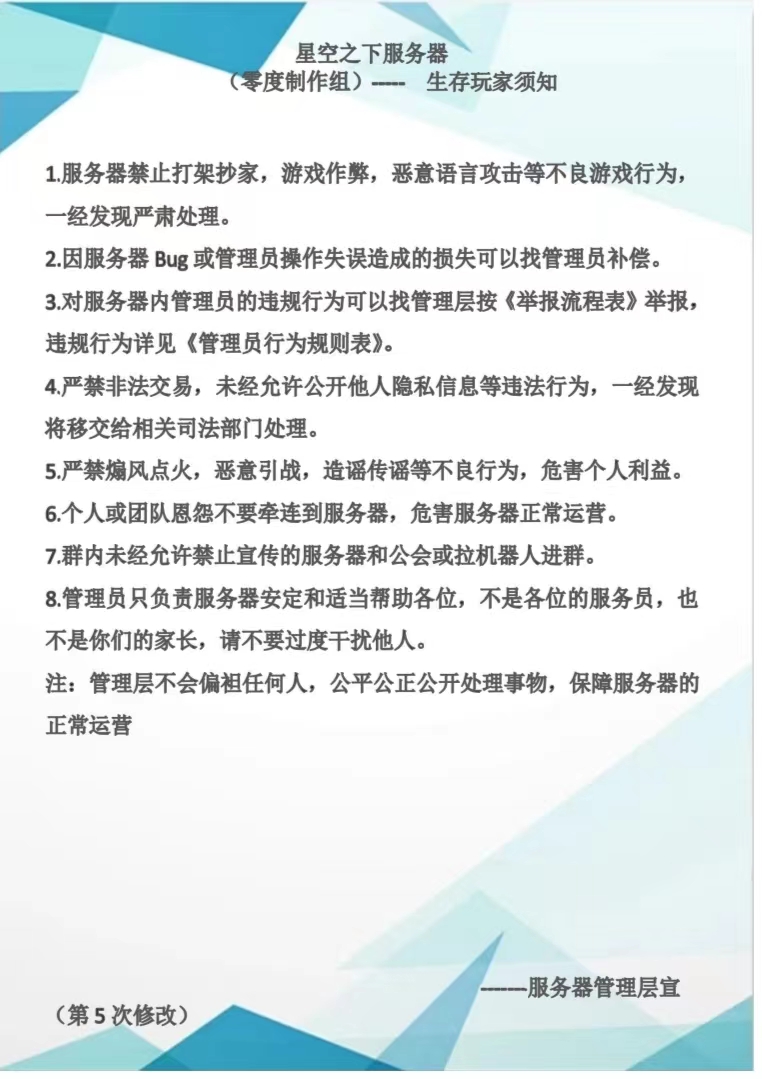 星空之下服务器
（零度制作组）----- 生存玩家须知
1.服务器禁止打架抄家，游戏作弊，恶意语言攻击等不良游戏行为，
一经发现严肃处理。
2.因服务器 Bug 或管理员操作失误造成的损失可以找管理员补偿。
3.对服务器内管理员的违规行为可以找管理层按《举报流程表》举报，
违规行为详见《管理员行为规则表》。
4.严禁非法交易，未经允许公开他人隐私信息等违法行为，一经发现
将移交给相关司法部门处理。
5.严禁煽风点火，恶意引战，造谣传谣等不良行为，危害个人利益。
6.个人或团队恩怨不要牵连到服务器，危害服务器正常运营。
7.群内未经允许禁止宣传的服务器和公会或拉机器人进群。
8.管理员只负责服务器安定和适当帮助各位，不是各位的服务员，也
不是你们的家长，请不要过度干扰他人。
注：管理层不会偏袒任何人，公平公正公开处理事物，保障服务器的
正常运营
-------服务器管理层宣
（第 5 次修改）